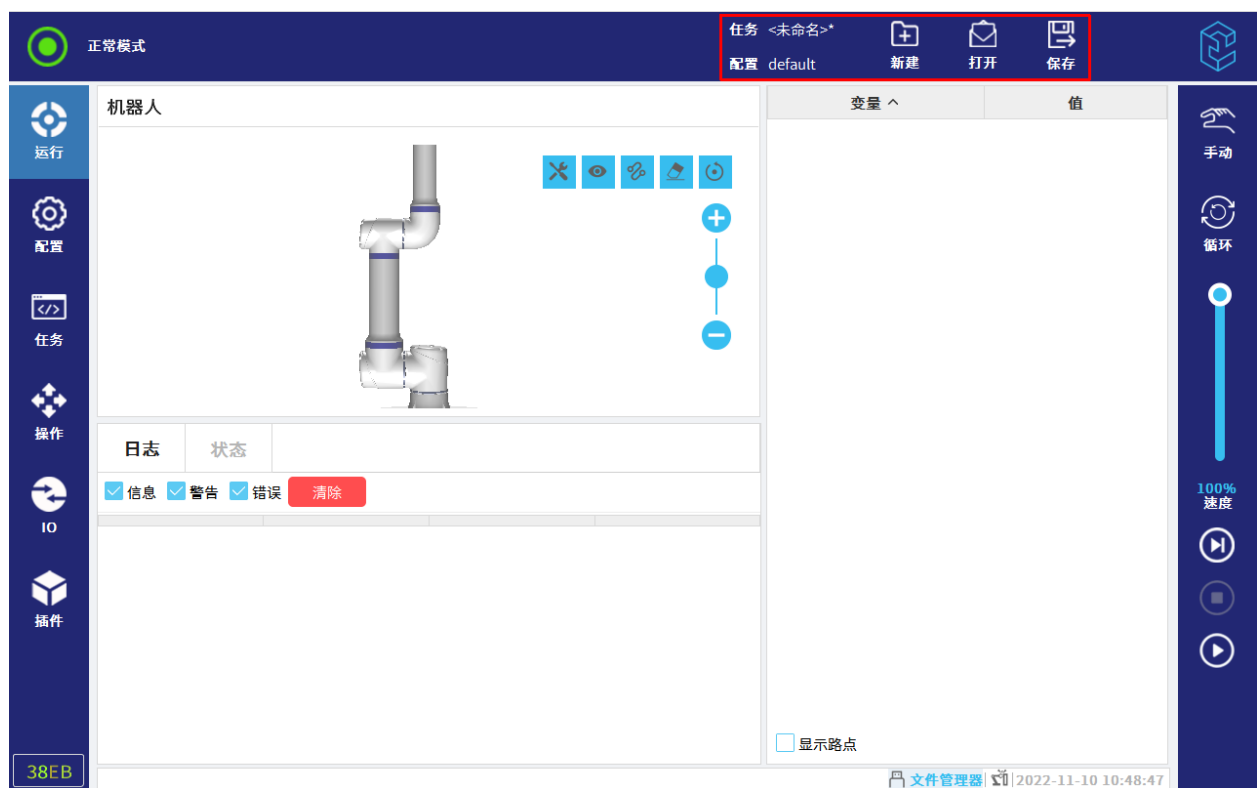 正常模式
任务 <未命名>*
配置 default
新建
打开
保存
运行
配置
任务
操作
IO
插件
38EB
机器人
日志
状态
信息
警告
错误
清除
变量
值
显示路点
文件管理器
2022-11-10 10:48:47
手动
循环
100%
速度